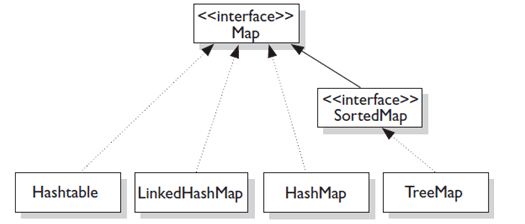 <<interface>>
Map
<<interface>>
SortedMap
Hashtable
LinkedHashMap
HashMap
TreeMap